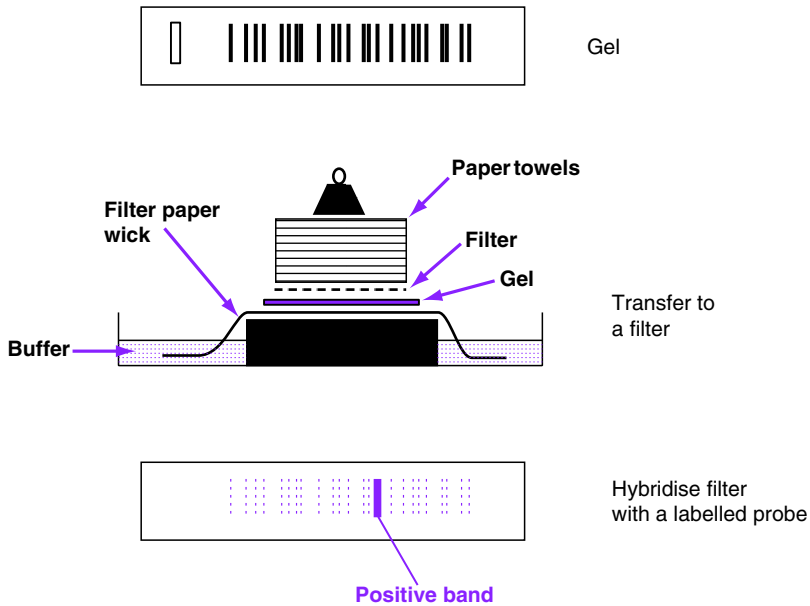 Gel
Paper towels
Filter paper
wick
Filter
Gel
Transfer to
a filter
Buffer
Hybridise filter
with a labelled probe
Positive band